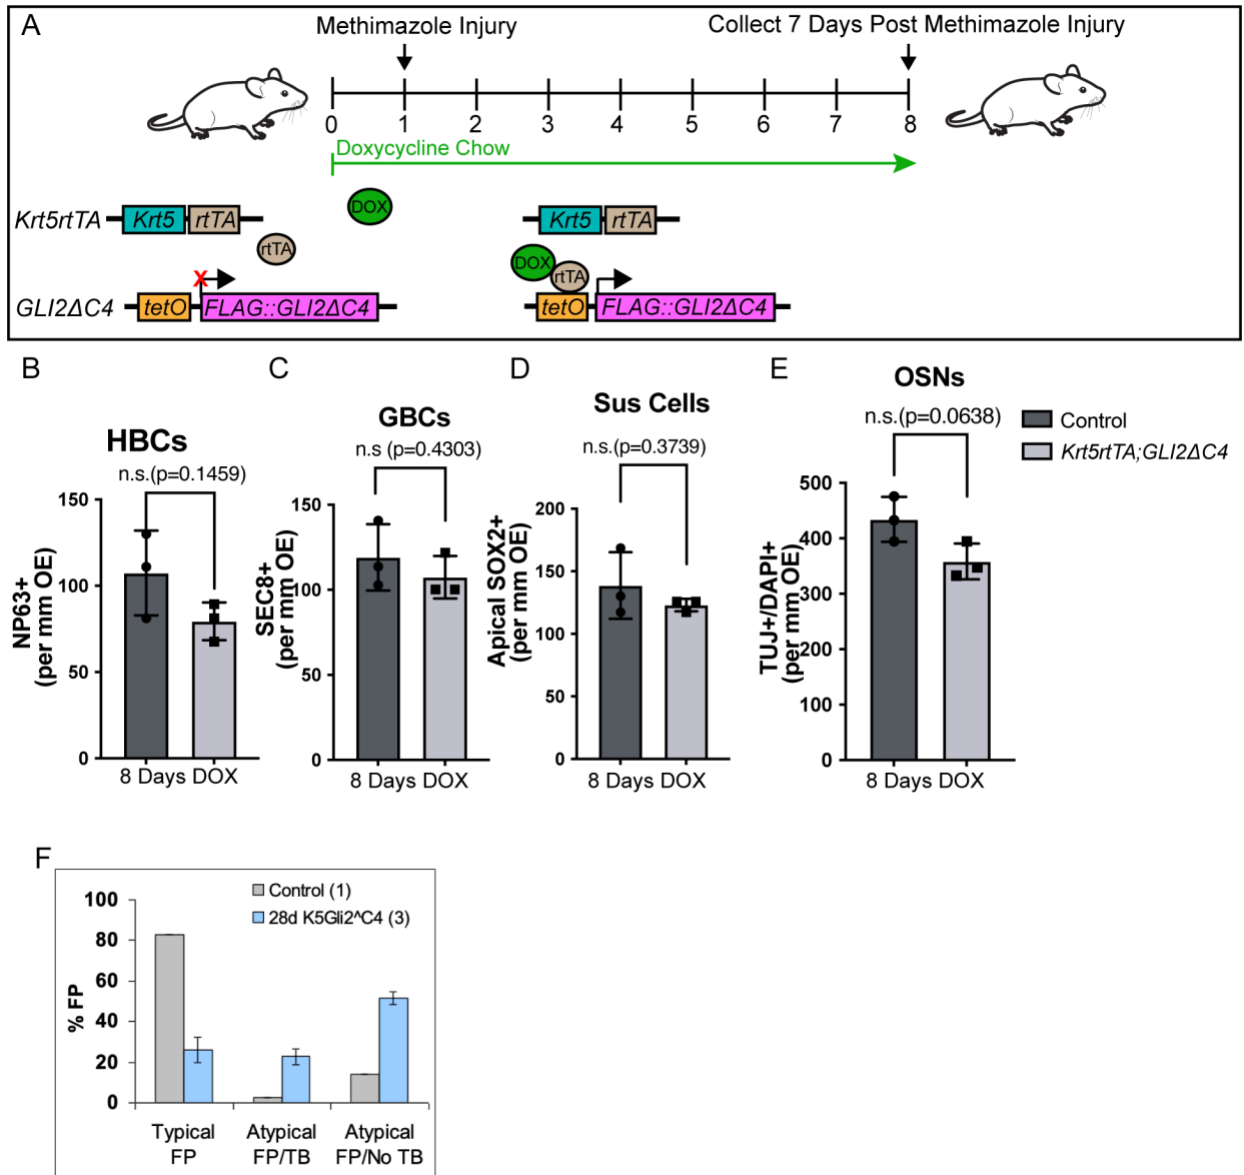 A
Methimazole Injury
Collect 7 Days Post Methimazole Injury
0 1 2 3 4 5 6 7 8
Doxycycline Chow
Krt5rtTA
Krt5 rtTA
DOX
rtTA
Krt5 rtTA
DOX
rtTA
GLI2ΔC4
X
tetO FLAG::GLI2ΔC4
tetO FLAG::GLI2ΔC4
B
HBCs
n.s.(p=0.1459)
NP63+
(per mm OE)
150
100
50
0
8 Days DOX
C
GBCs
n.s (p=0.4303)
SEC8+
(per mm OE)
150
100
50
0
8 Days DOX
D
Sus Cells
n.s.(p=0.3739)
Apical SOX2+
(per mm OE)
200
150
100
50
0
8 Days DOX
E
OSNs
n.s.(p=0.0638)
TUJ+/DAPI+
(per mm OE)
500
400
300
200
100
0
8 Days DOX
Control
Krt5rtTA;GLI2ΔC4
F
Control (1)
28d K5Gli2^C4 (3)
% FP
100
80
60
40
20
0
Typical
FP
Atypical
FP/TB
Atypical
FP/No TB